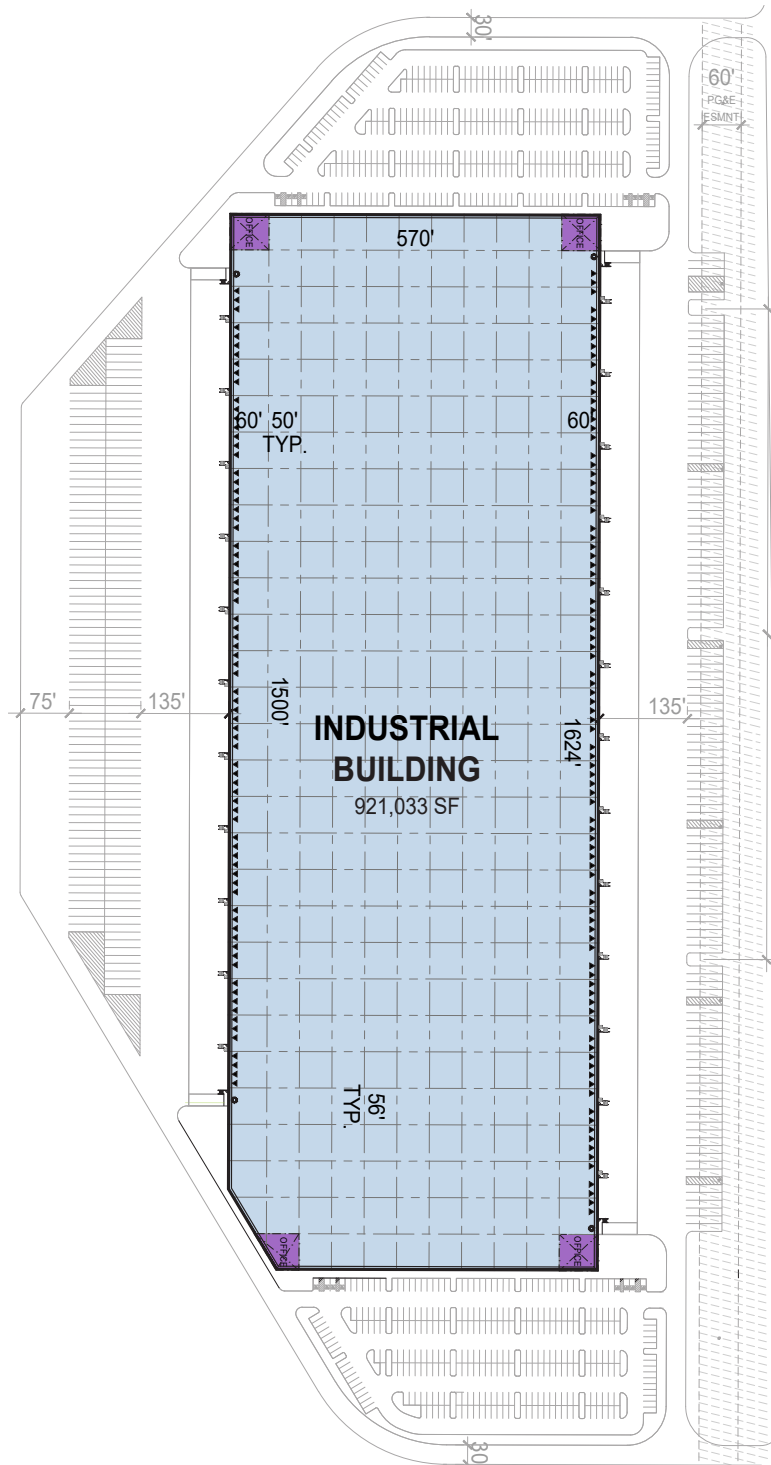 30'
60'
PG&E
ESMNT
OFFICE
OFFICE
570'
60' 50'
TYP.
60'
1500'
1624'
75'
135'
135'
INDUSTRIAL
BUILDING
921,033 SF
56'
TYP.
OFFICE
OFFICE
30'